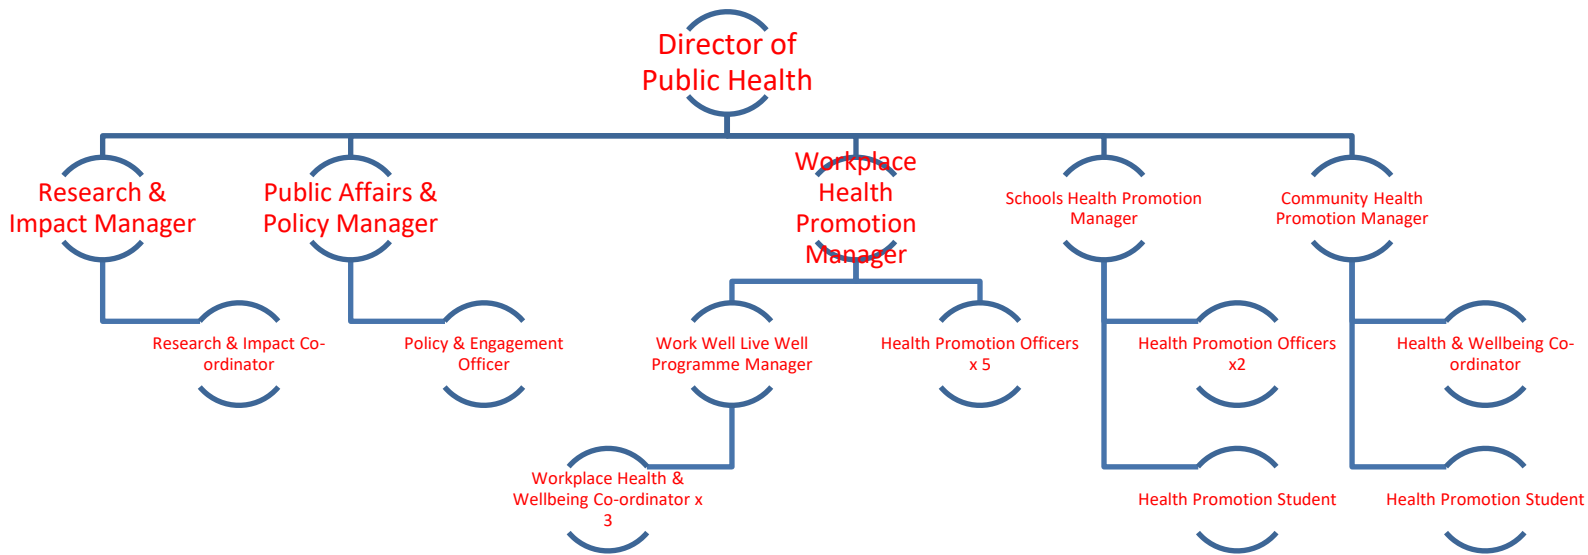 Director of
Public Health
Research &
Impact Manager
Public Affairs &
Policy Manager
Workplace
Health
Promotion
Manager
Schools Health Promotion
Manager
Community Health
Promotion Manager
Research & Impact Co-
ordinator
Policy & Engagement
Officer
Work Well Live Well
Programme Manager
Health Promotion Officers
x 5
Health Promotion Officers
x2
Health & Wellbeing Co-
ordinator
Workplace Health &
Wellbeing Co-ordinator x
3
Health Promotion Student
Health Promotion Student